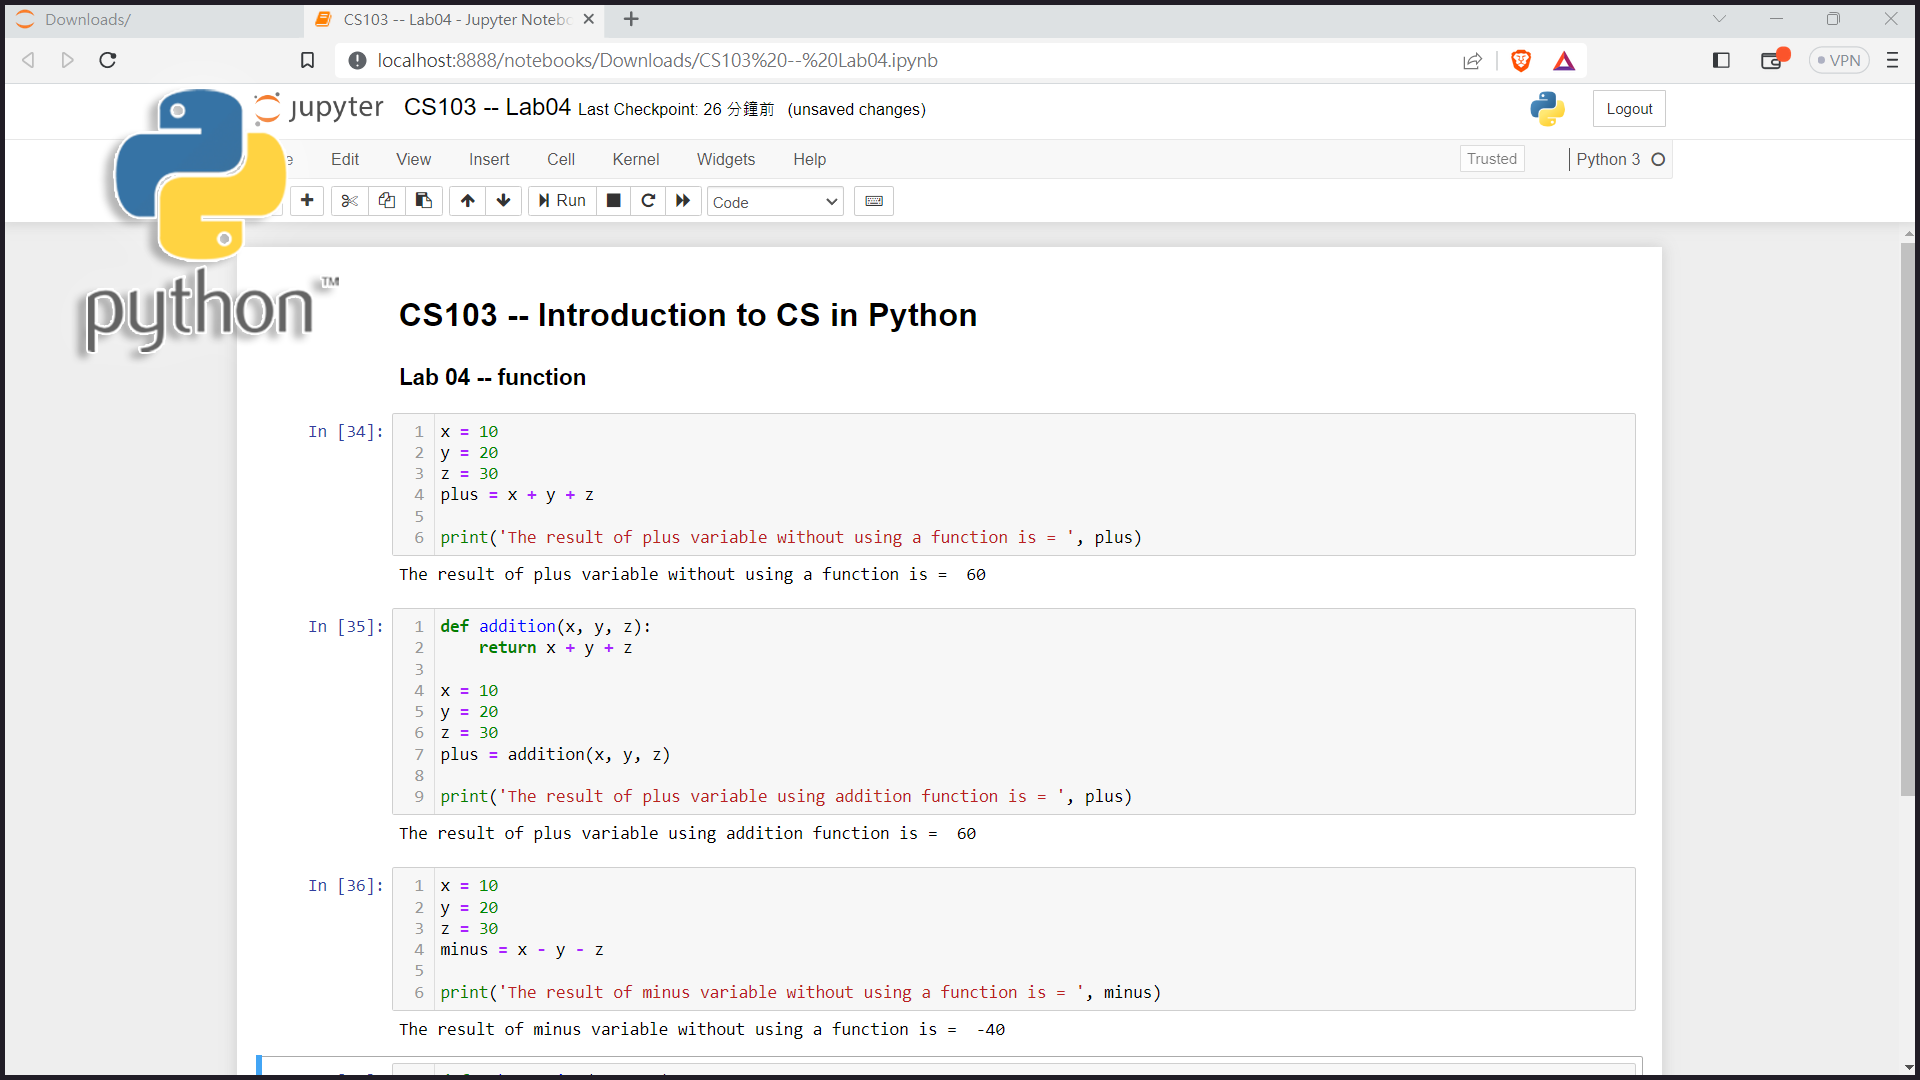 Downloads/
CS103 -- Lab04 - Jupyter Notebo
localhost:8888/notebooks/Downloads/CS103%20--%20Lab04.ipynb
VPN
jupyter CS103 -- Lab04 Last Checkpoint: 26 分鐘前 (unsaved changes)
Logout
Edit View Insert Cell Kernel Widgets Help
Trusted
Python 3
Run
Code
python™
CS103 -- Introduction to CS in Python
Lab 04 -- function
In [34]:
1 x = 10
2 y = 20
3 z = 30
4 plus = x + y + z
5
6 print('The result of plus variable without using a function is = ', plus)
The result of plus variable without using a function is =  60
In [35]:
1 def addition(x, y, z):
2     return x + y + z
3
4 x = 10
5 y = 20
6 z = 30
7 plus = addition(x, y, z)
8
9 print('The result of plus variable using addition function is = ', plus)
The result of plus variable using addition function is =  60
In [36]:
1 x = 10
2 y = 20
3 z = 30
4 minus = x - y - z
5
6 print('The result of minus variable without using a function is = ', minus)
The result of minus variable without using a function is =  -40